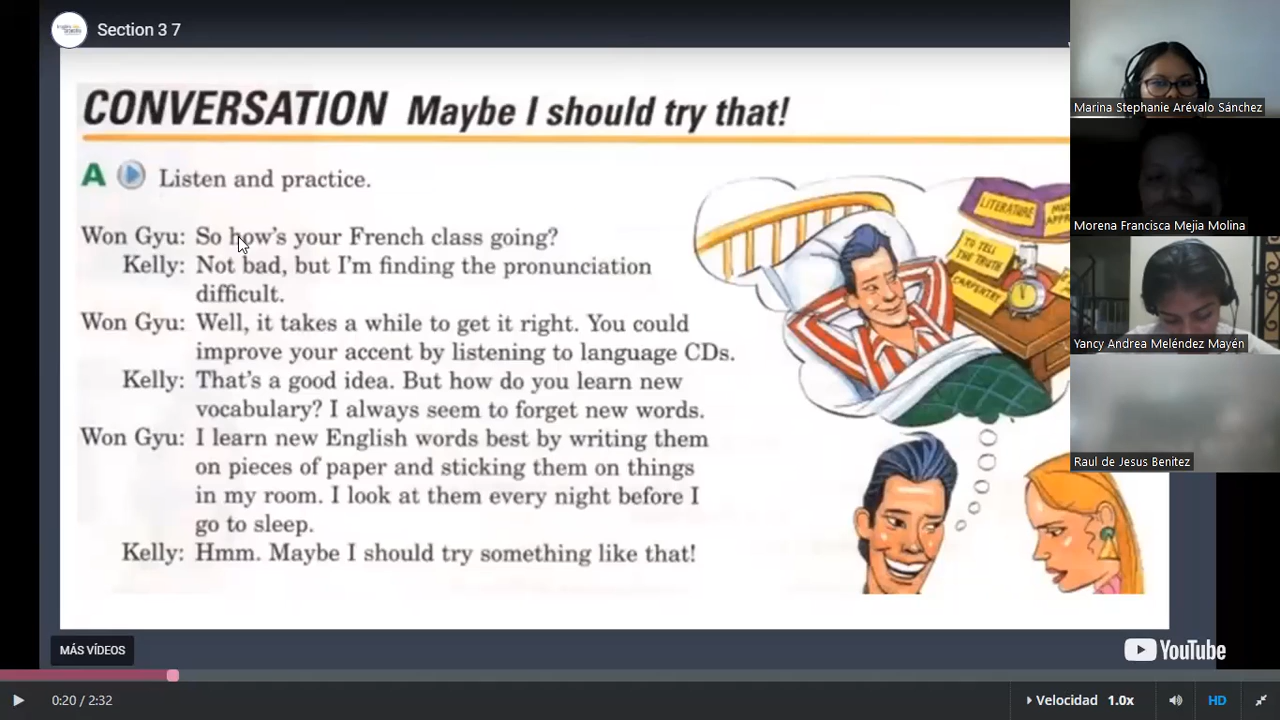 Section 3 7
CONVERSATION Maybe I should try that!
A Listen and practice.
Won Gyu: So how's your French class going?
Kelly: Not bad, but I'm finding the pronunciation
difficult.
Won Gyu: Well, it takes a while to get it right. You could
improve your accent by listening to language CDs.
Kelly: That's a good idea. But how do you learn new
vocabulary? I always seem to forget new words.
Won Gyu: I learn new English words best by writing them
on pieces of paper and sticking them on things
in my room. I look at them every night before I
go to sleep.
Kelly: Hmm. Maybe I should try something like that!
LITERATURE
TO TELL
THE TRUTH
CARPENTRY
Marina Stephanie Arévalo Sánchez
Morena Francisca Mejia Molina
Yancy Andrea Meléndez Mayén
Raul de Jesus Benitez
MÁS VÍDEOS
YouTube
0:20 / 2:32
Velocidad 1.0x
HD